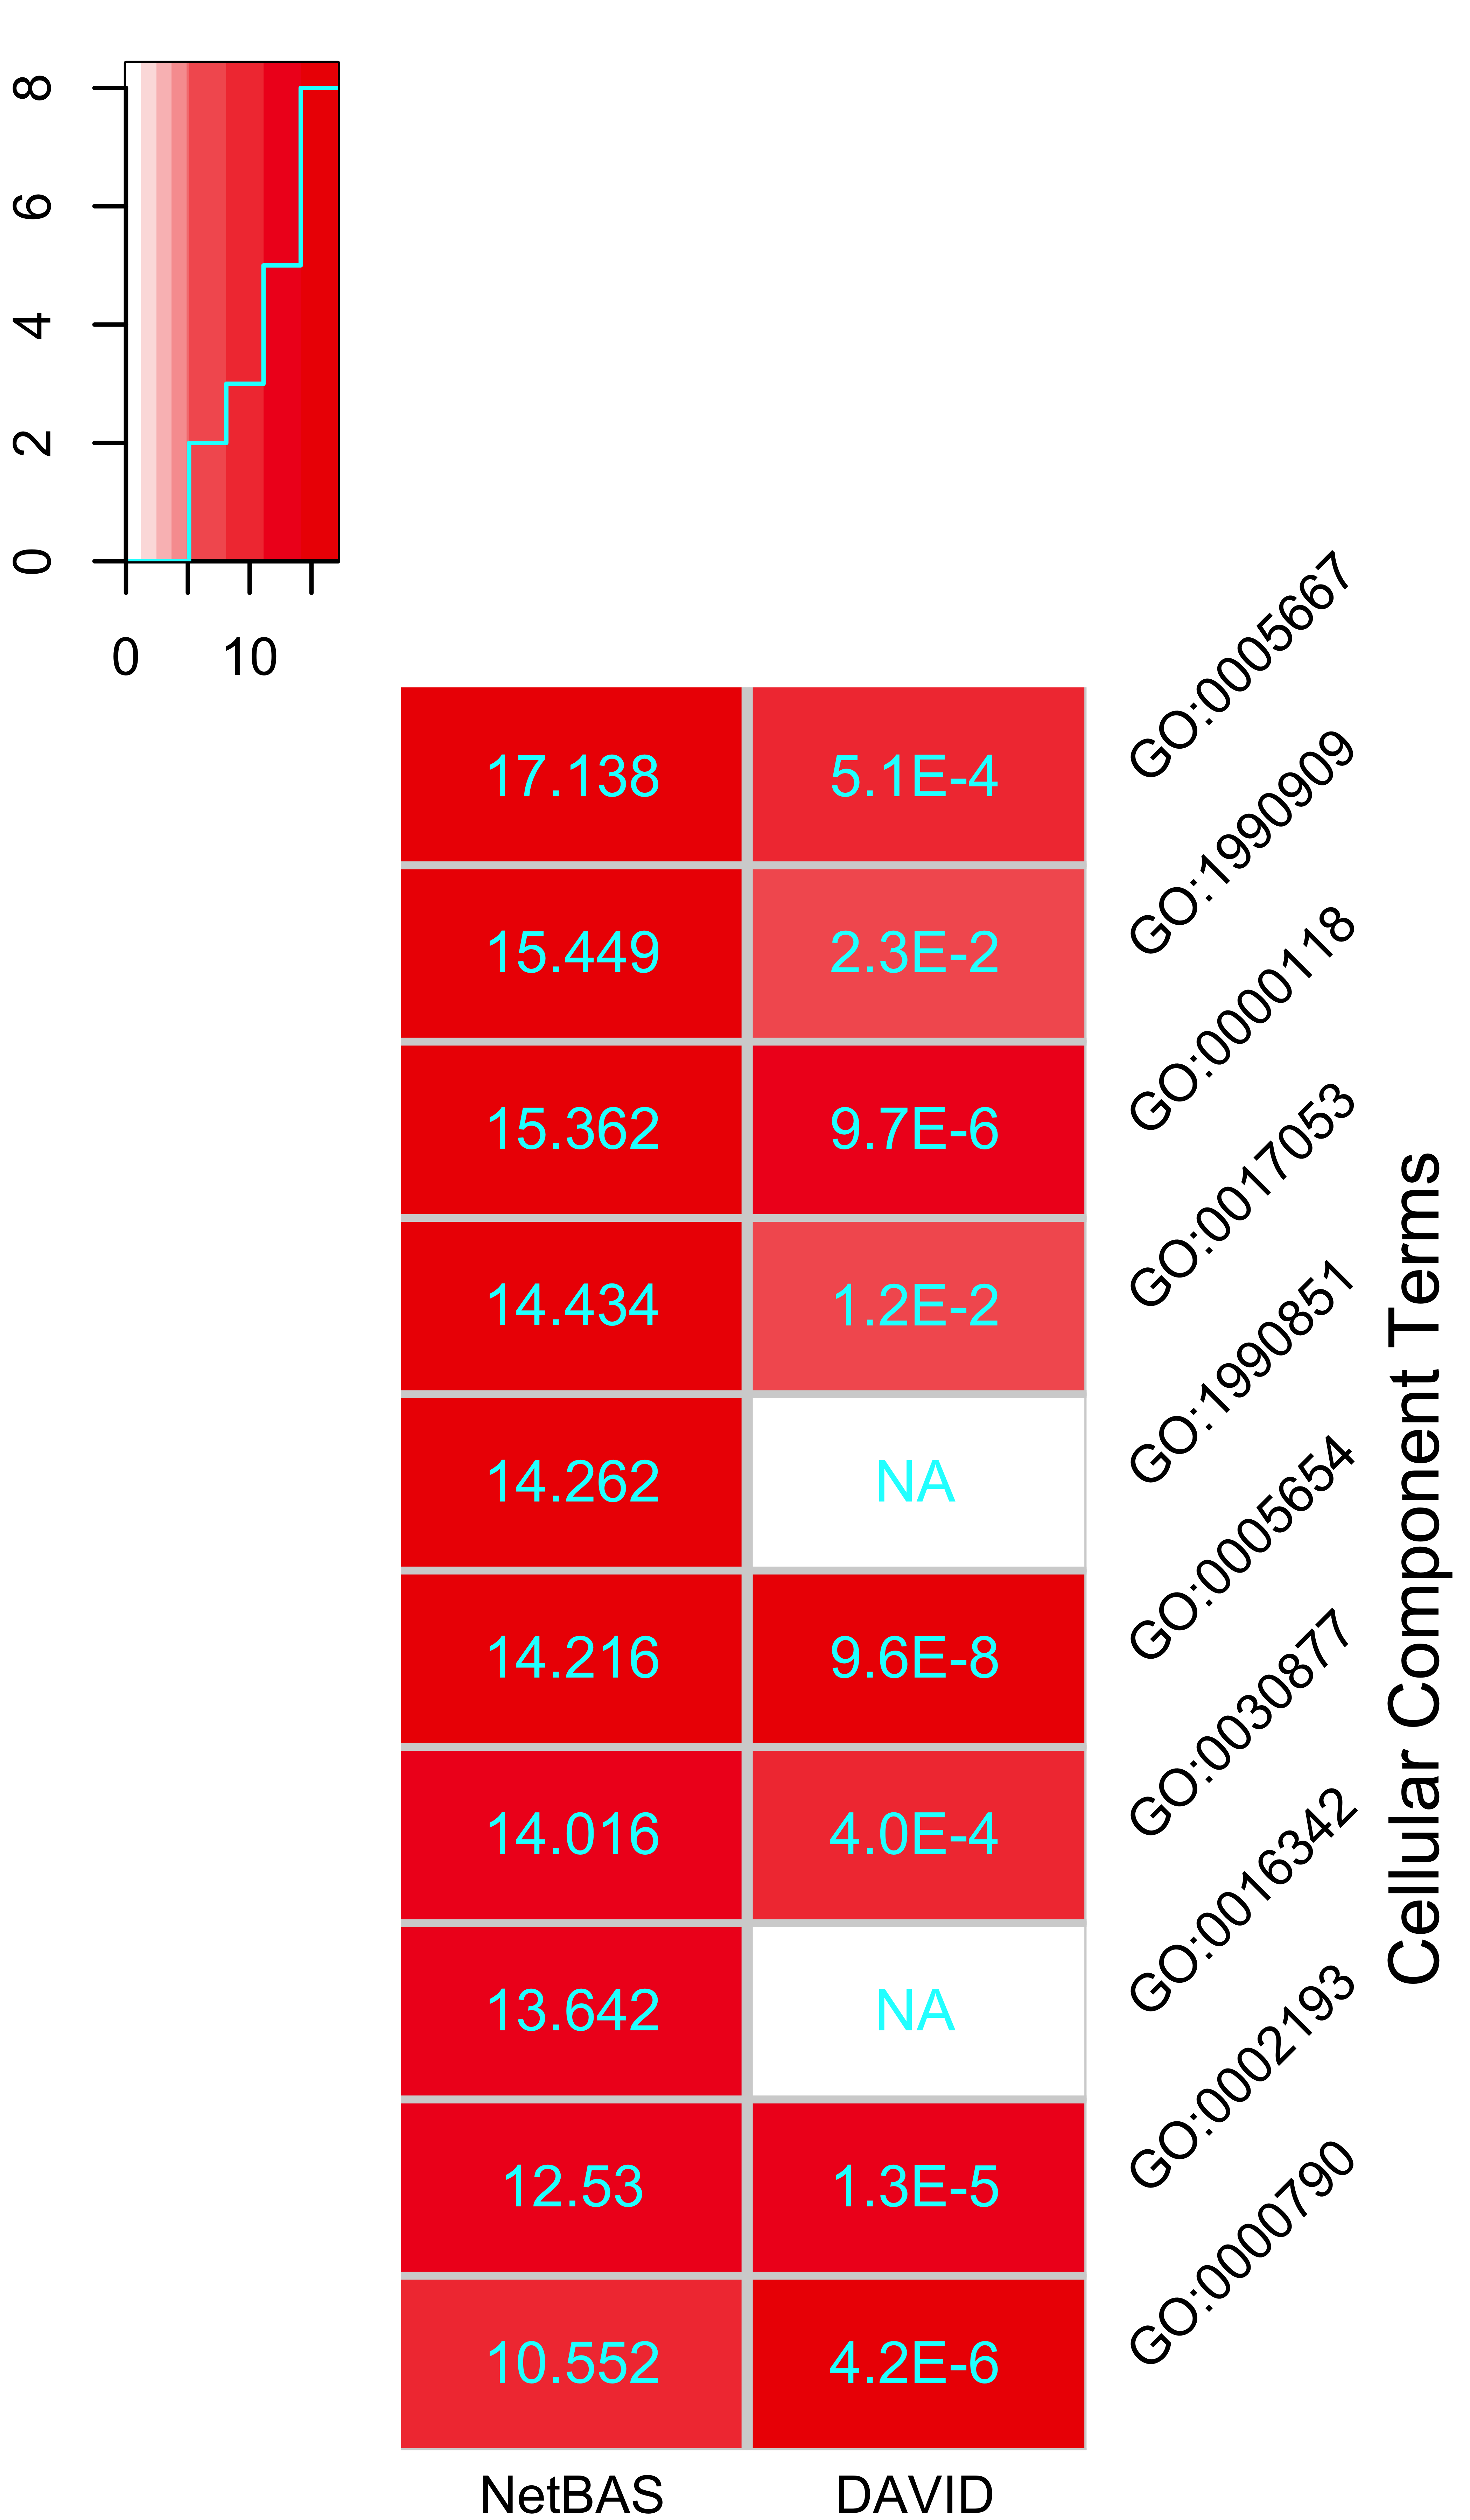 8
6
4
2
0
0 10
17.138 5.1E-4 GO:0005667
15.449 2.3E-2 GO:1990909
15.362 9.7E-6 GO:0000118
14.434 1.2E-2 GO:0017053
14.262 NA GO:1990851
14.216 9.6E-8 GO:0005654
14.016 4.0E-4 GO:0030877
13.642 NA GO:0016342
12.53 1.3E-5 GO:0002193
10.552 4.2E-6 GO:0000790
Cellular Component Terms
NetBAS DAVID